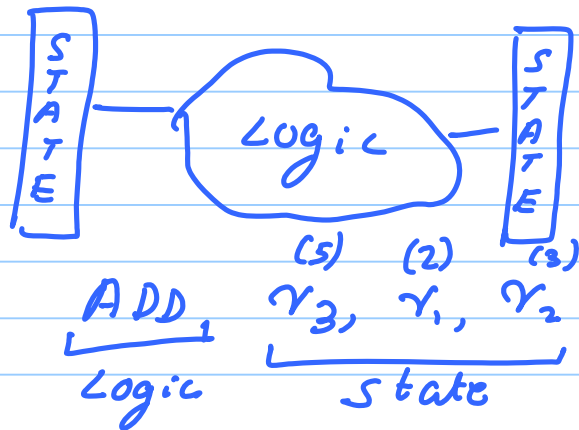 STATE
LOGiC
STATE
(5) (2) (3)
ADD, r3, r1, r2
Logic state